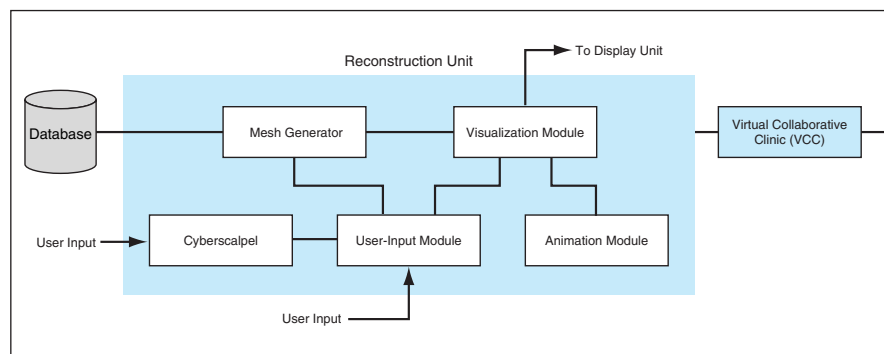 To Display Unit
Reconstruction Unit
Database
Mesh Generator
Visualization Module
Virtual Collaborative
Clinic (VCC)
User Input
Cyberscalpel
User-Input Module
Animation Module
User Input